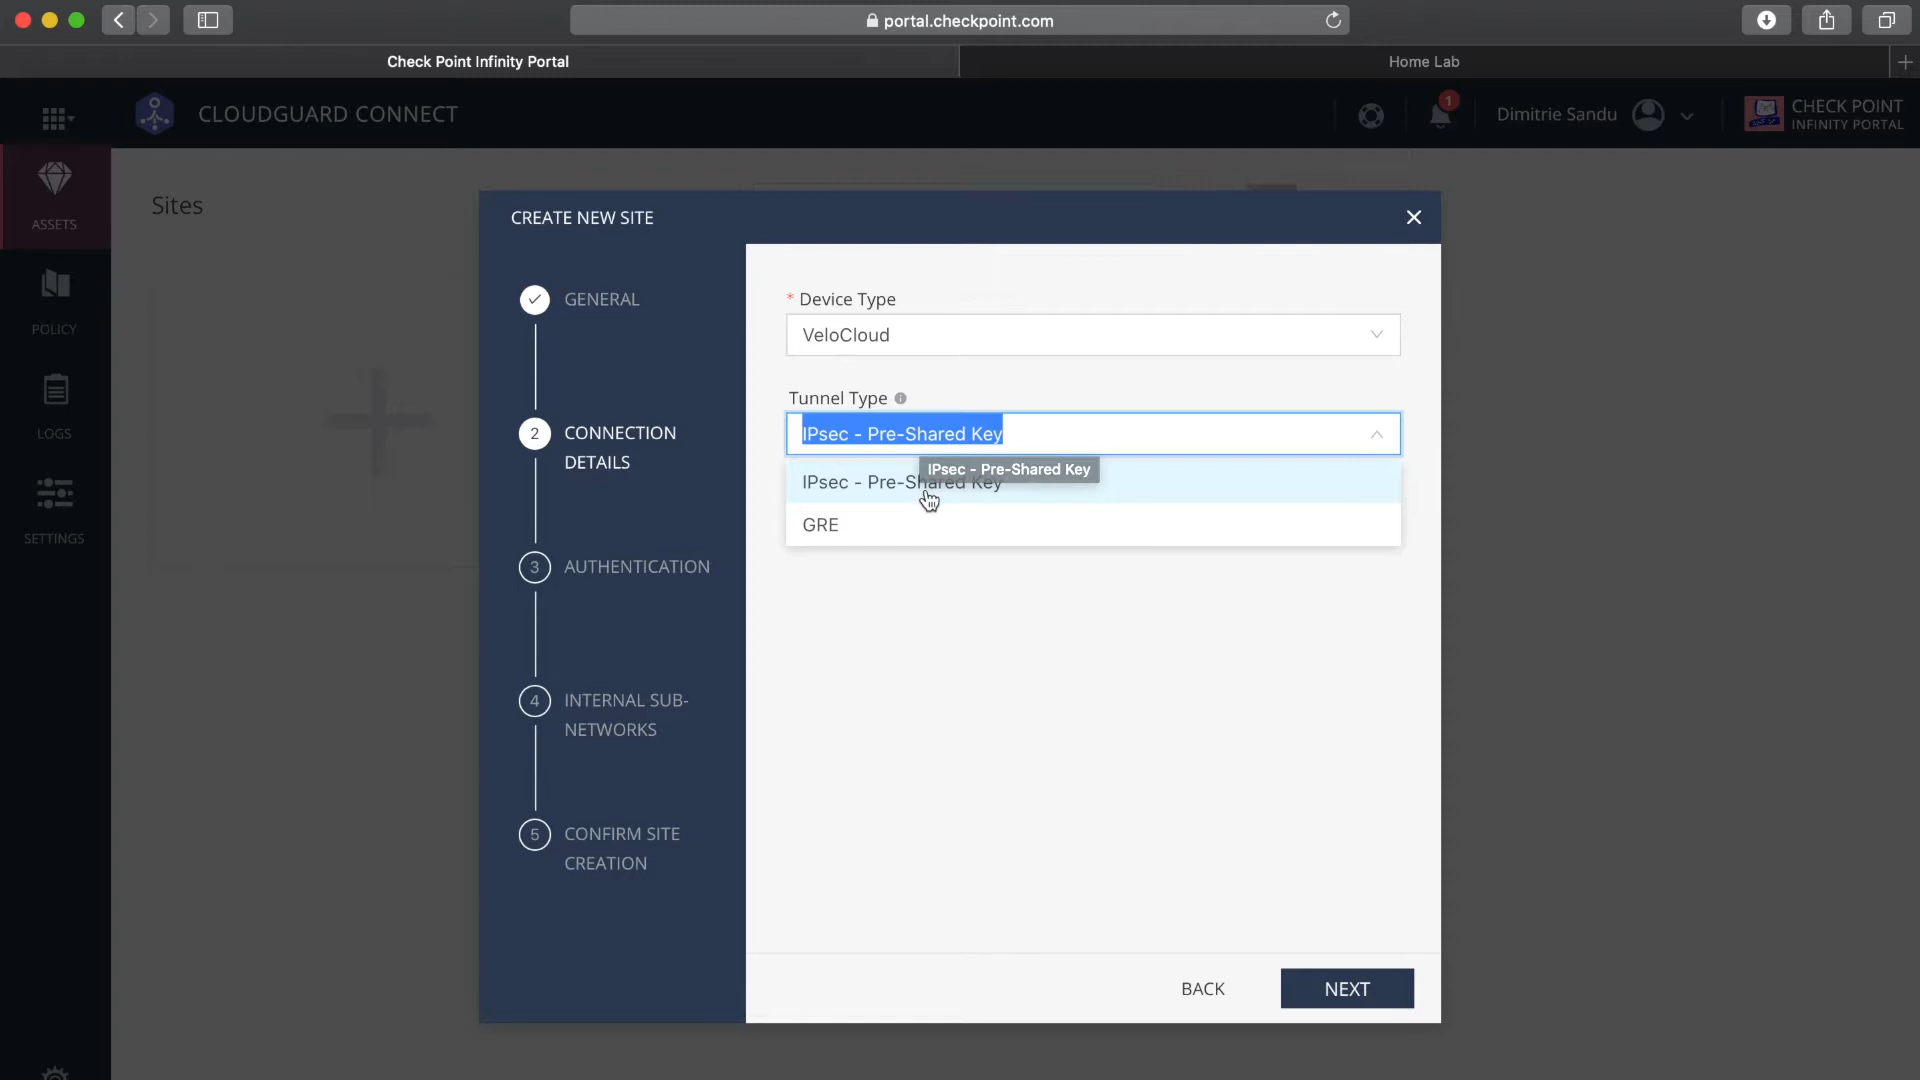 portal.checkpoint.com
Check Point Infinity Portal
Home Lab
CLOUDGUARD CONNECT
1
Dimitrie Sandu
CHECK POINT
INFINITY PORTAL
ASSETS
POLICY
LOGS
SETTINGS
Sites
CREATE NEW SITE
GENERAL
2
CONNECTION
DETAILS
3
AUTHENTICATION
4
INTERNAL SUB-
NETWORKS
5
CONFIRM SITE
CREATION
* Device Type
VeloCloud
Tunnel Type
IPsec - Pre-Shared Key
IPsec - Pre-Shared Key
IPsec - Pre-Shared Key
GRE
BACK
NEXT